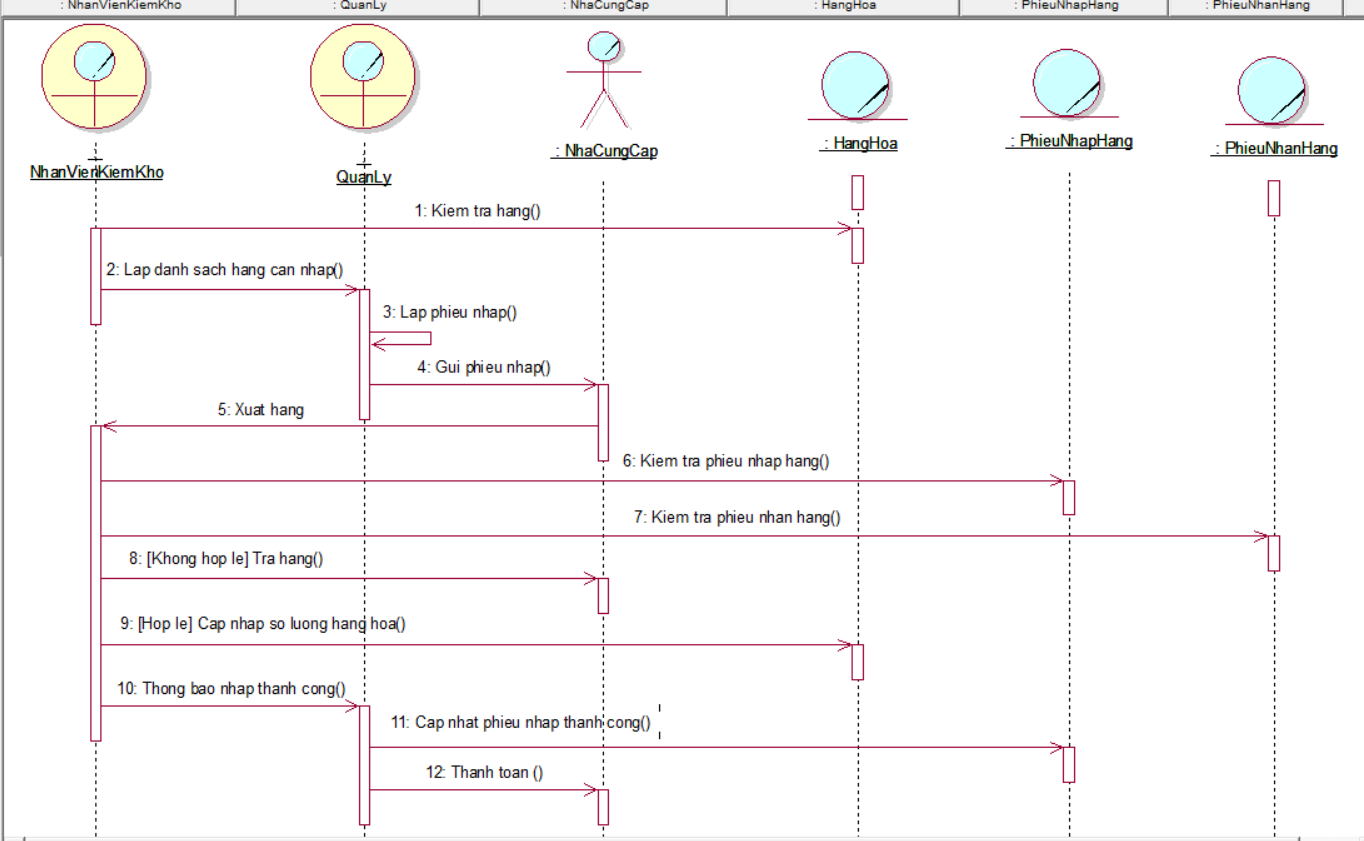 : NhanVienKiemKho
: QuanLy
: NhaCungCap
: HangHoa
: PhieuNhapHang
: PhieuNhanHang
NhanVienKiemKho
QuanLy
: NhaCungCap
: HangHoa
: PhieuNhapHang
: PhieuNhanHang
1: Kiem tra hang()
2: Lap danh sach hang can nhap()
3: Lap phieu nhap()
4: Gui phieu nhap()
5: Xuat hang
6: Kiem tra phieu nhap hang()
7: Kiem tra phieu nhan hang()
8: [Khong hop le] Tra hang()
9: [Hop le] Cap nhap so luong hang hoa()
10: Thong bao nhap thanh cong()
11: Cap nhat phieu nhap thanh cong()
12: Thanh toan ()